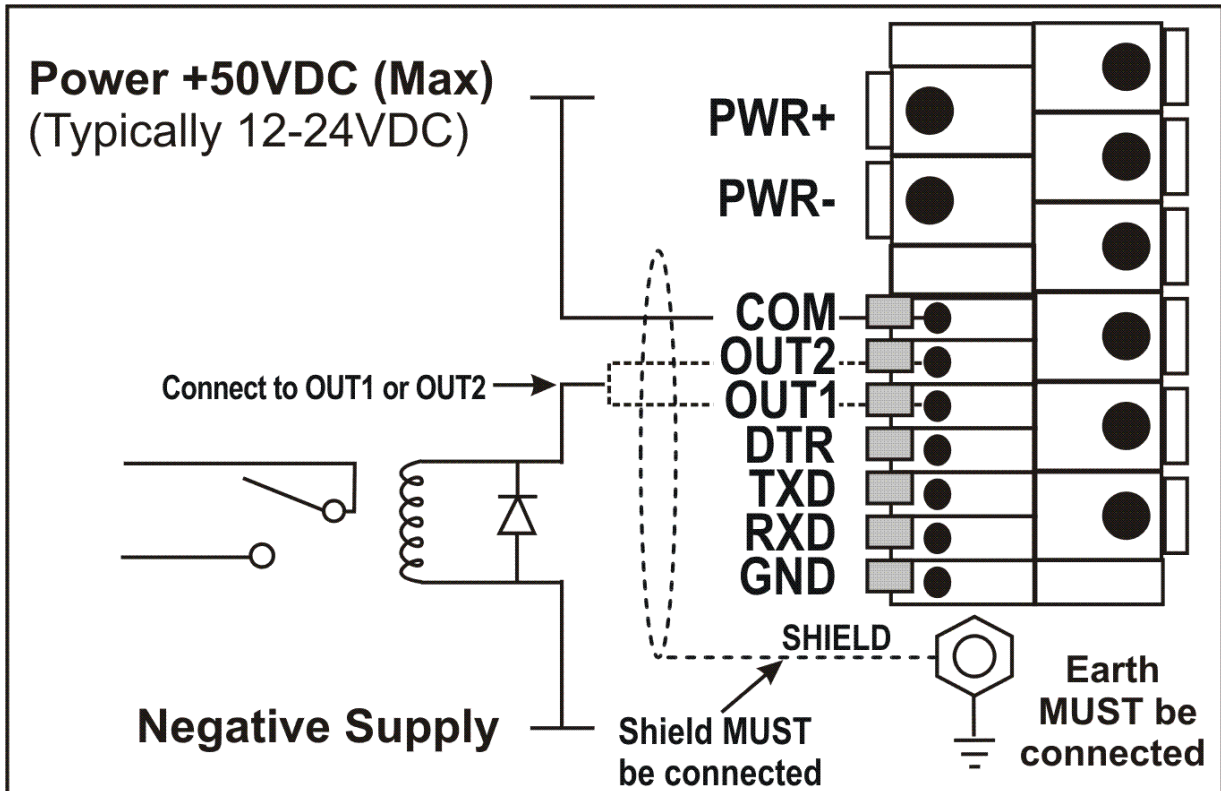 Power +50VDC (Max)
(Typically 12-24VDC)
PWR+
PWR-
COM
OUT2
Connect to OUT1 or OUT2
OUT1
DTR
TXD
RXD
GND
SHIELD
Earth
MUST be
connected
Negative Supply
Shield MUST
be connected